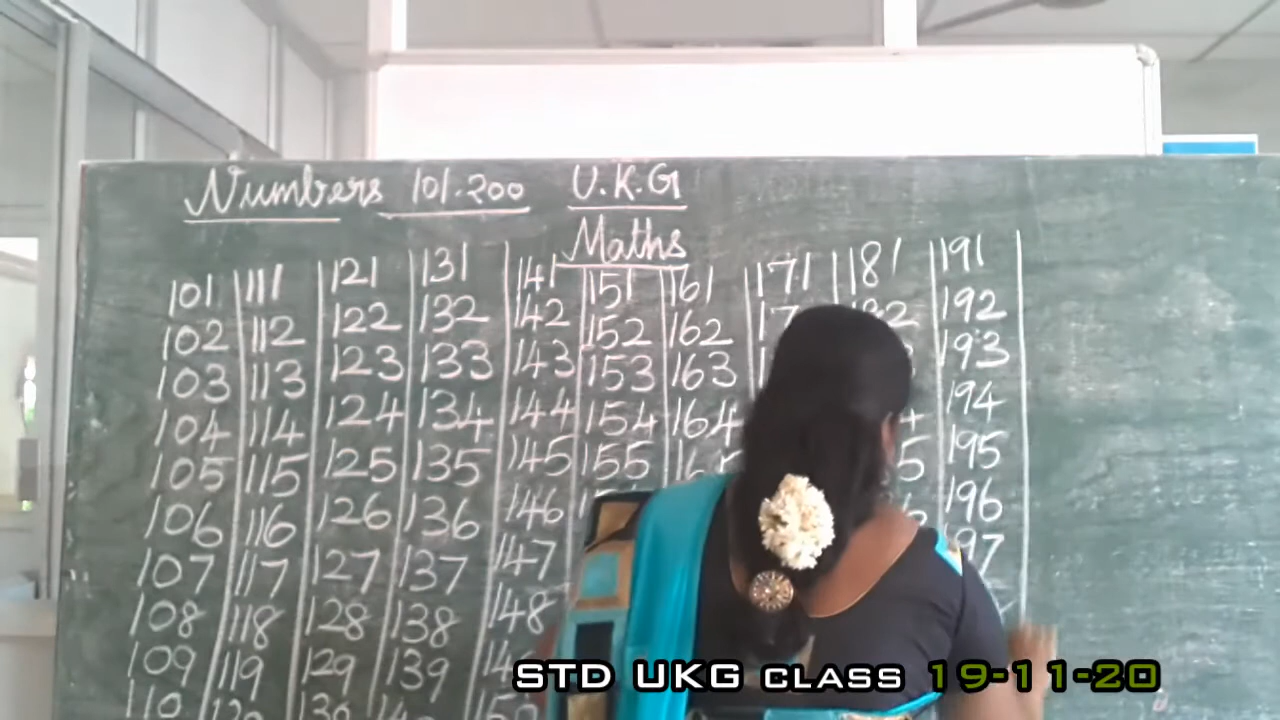 Numbers 101-200 U.K.G
Maths
101 111 121 131 141 151 161 171 181 191
102 112 122 132 142 152 162 182 192
103 113 123 133 143 153 163 193
104 114 124 134 144 154 164 194
105 115 125 135 145 155 195
106 116 126 136 146 196
107 117 127 137 147
108 118 128 138 148
109 119 129 139
110
STD UKG CLASS 19-11-20